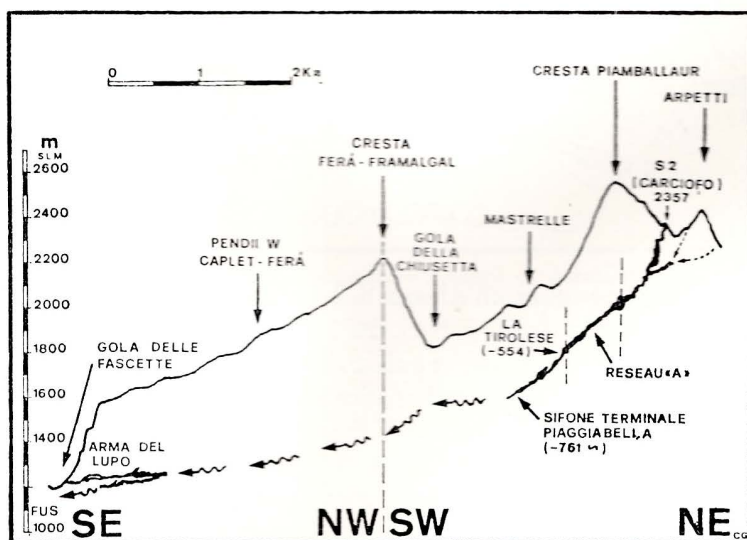 0 1 2Km
CRESTA PIAMBALLAUR
ARPETTI
m
SLM
CRESTA
FERÁ-FRAMALGAL
S2
(CARCIOFO)
2357
2600
2400
2200
2000
1800
1600
1400
FUS
1000
PENDII W
CAPLET-FERÁ
GOLA
DELLA
CHIUSETTA
MASTRELLE
GOLA DELLE
FASCETTE
LA
TIROLESE
(-554)
RESEAU«A»
ARMA DEL
LUPO
SIFONE TERMINALE
PIAGGIABELLA
(-761 m)
SE
NW
SW
NE
CG